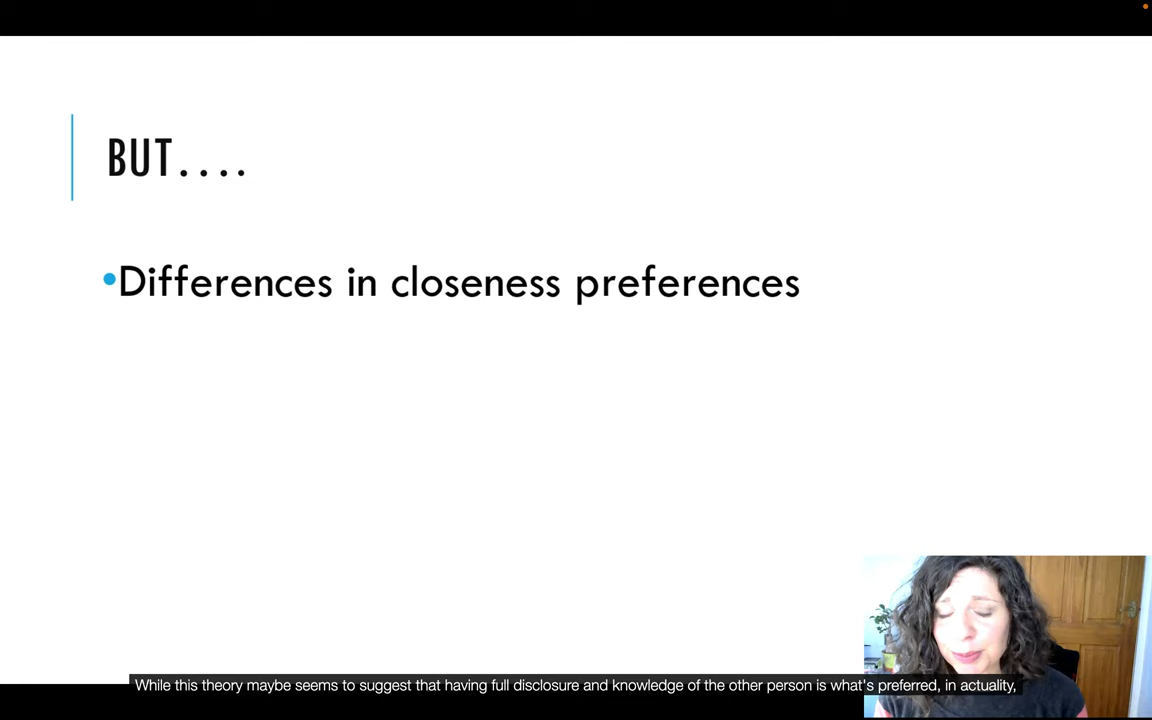 BUT....
•Differences in closeness preferences
While this theory maybe seems to suggest that having full disclosure and knowledge of the other person is what's preferred, in actuality,